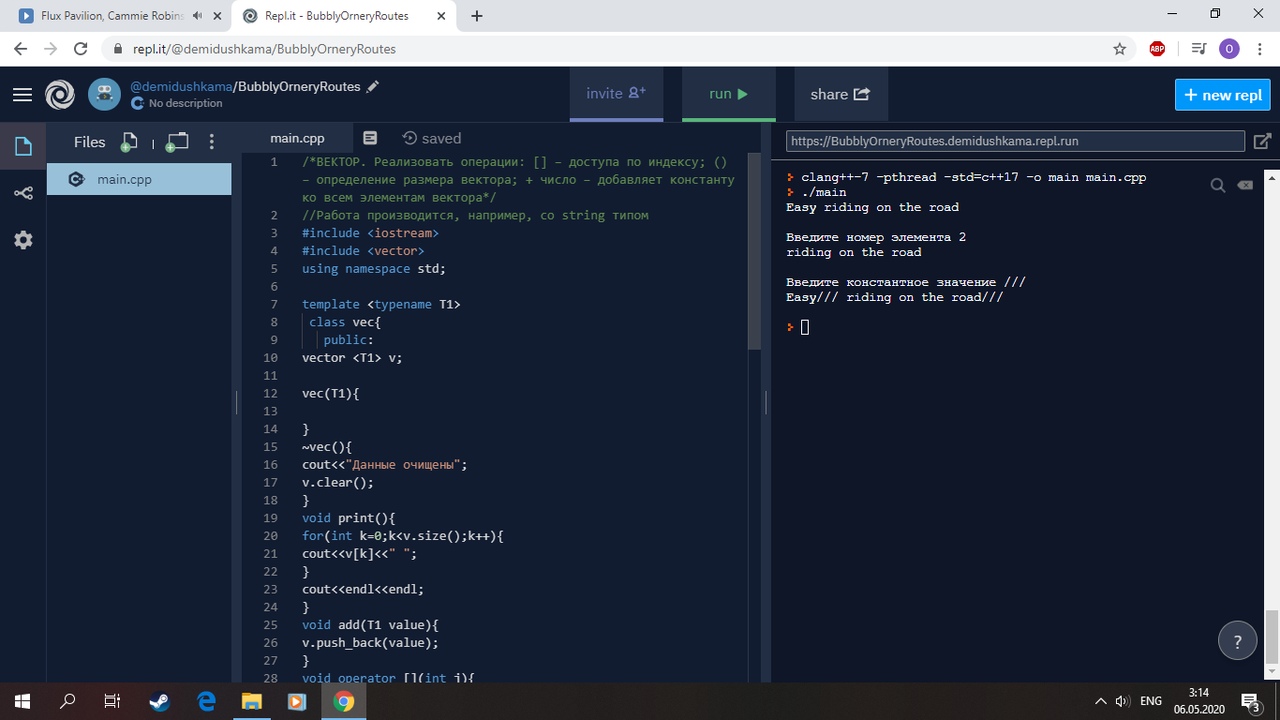 Flux Pavilion, Cammie Robins
Repl.it - BubblyOrneryRoutes
repl.it/@demidushkama/BubblyOrneryRoutes
ABP
O
@demidushkama/BubblyOrneryRoutes
No description
invite
run
share
+ new repl
Files
main.cpp
main.cpp
saved
https://BubblyOrneryRoutes.demidushkama.repl.run
1 /*ВЕКТОР. Реализовать операции: [] – доступа по индексу; ()
– определение размера вектора; + число – добавляет константу
ко всем элементам вектора*/
2 //Работа производится, например, со string типом
3 #include <iostream>
4 #include <vector>
5 using namespace std;
6
7 template <typename T1>
8 class vec{
9 public:
10 vector <T1> v;
11
12 vec(T1){
13
14 }
15 ~vec(){
16 cout<<"Данные очищены";
17 v.clear();
18 }
19 void print(){
20 for(int k=0;k<v.size();k++){
21 cout<<v[k]<<" ";
22 }
23 cout<<endl<<endl;
24 }
25 void add(T1 value){
26 v.push_back(value);
27 }
28 void operator [](int j){
clang++-7 -pthread -std=c++17 -o main main.cpp
./main
Easy riding on the road
Введите номер элемента 2
riding on the road
Введите константное значение ///
Easy/// riding on the road///
?
ENG
3:14
06.05.2020
3